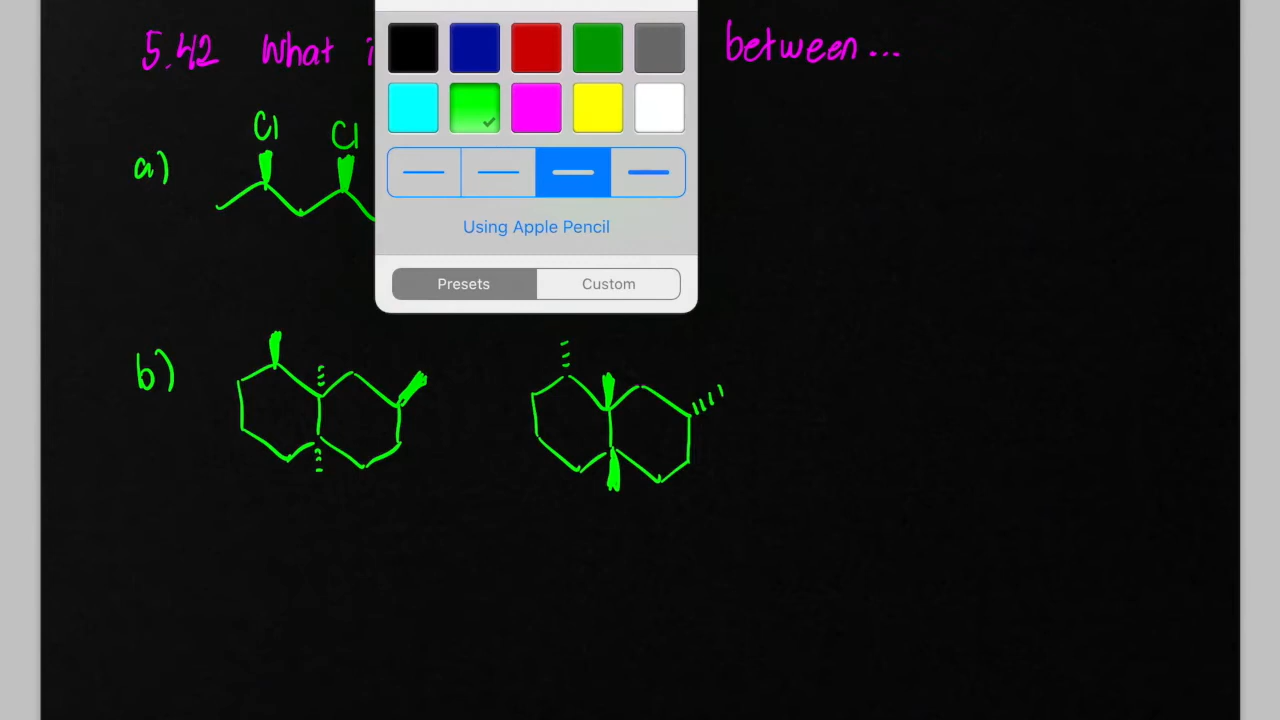 5.42 What i between...
Cl Cl
a)
Using Apple Pencil
Presets Custom
b)